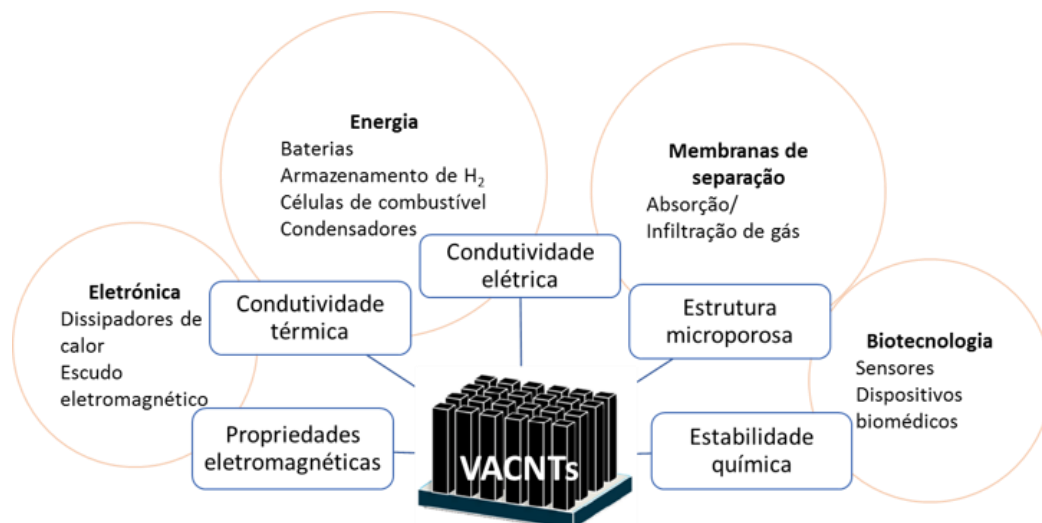 Energia
Baterias
Armazenamento de H₂
Células de combustível
Condensadores
Membranas de
separação
Absorção/
Infiltração de gás
Condutividade
elétrica
Eletrónica
Dissipadores de
calor
Escudo
eletromagnético
Condutividade
térmica
Estrutura
microporosa
Biotecnologia
Sensores
Dispositivos
biomédicos
Propriedades
eletromagnéticas
VACNTs
Estabilidade
química